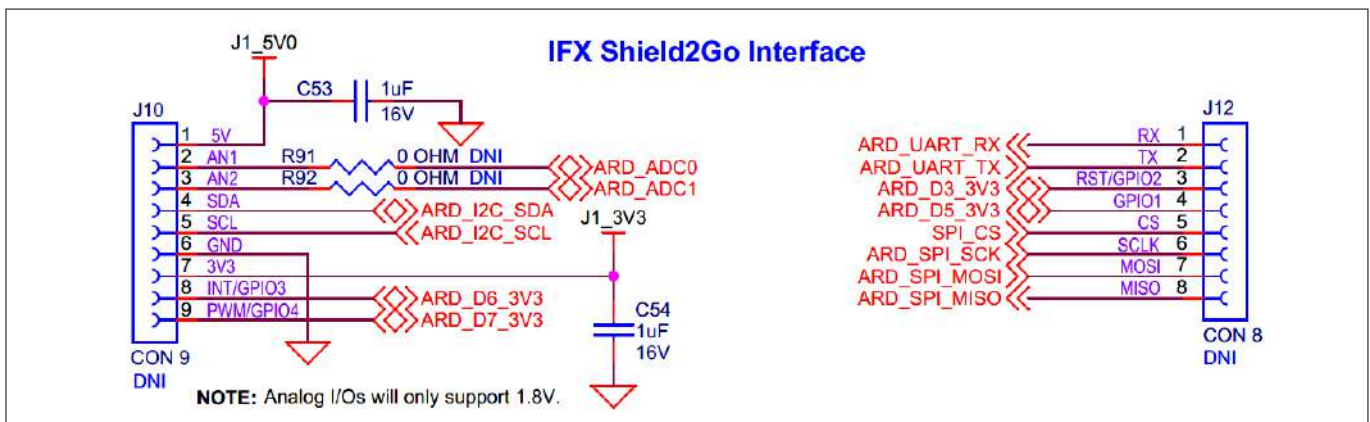 IFX Shield2Go Interface
J1_5V0
C53 1uF
16V
J10
1 5V
2 AN1 R91 0 OHM DNI ARD_ADC0
3 AN2 R92 0 OHM DNI ARD_ADC1
4 SDA ARD_I2C_SDA
5 SCL ARD_I2C_SCL
6 GND
7 3V3
8 INT/GPIO3 ARD_D6_3V3
9 PWM/GPIO4 ARD_D7_3V3
CON 9
DNI
J1_3V3
C54
1uF
16V
NOTE: Analog I/Os will only support 1.8V.
J12
ARD_UART_RX RX 1
ARD_UART_TX TX 2
ARD_D3_3V3 RST/GPIO2 3
ARD_D5_3V3 GPIO1 4
SPI_CS CS 5
ARD_SPI_SCK SCLK 6
ARD_SPI_MOSI MOSI 7
ARD_SPI_MISO MISO 8
CON 8
DNI